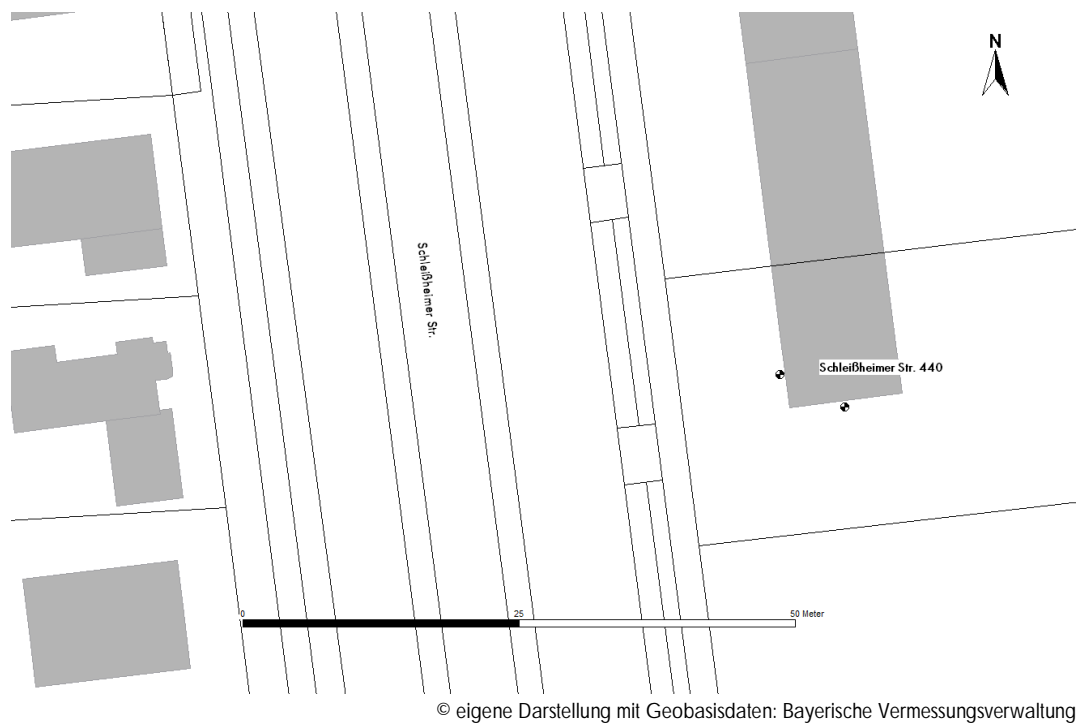 N
Schleißheimer Str.
Schleißheimer Str. 440
0 25 50 Meter
© eigene Darstellung mit Geobasisdaten: Bayerische Vermessungsverwaltung